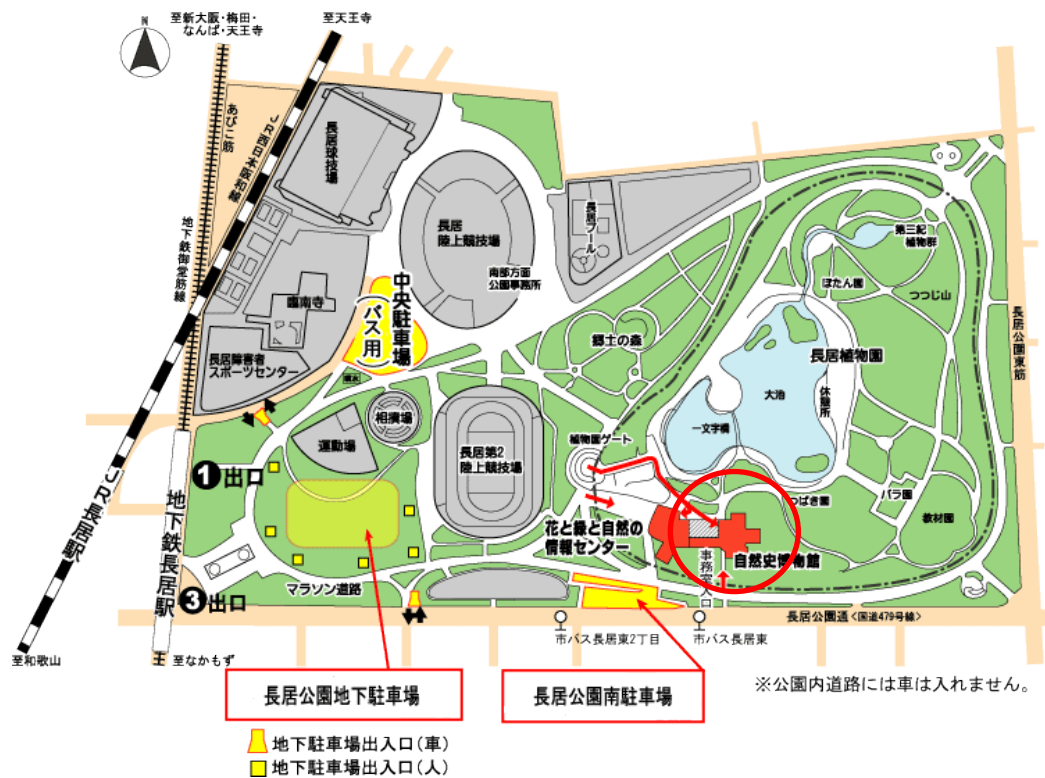 N
至新大阪・梅田・
なんば・天王寺
至天王寺
あびこ筋
JR西日本阪和線
地下鉄御堂筋線
長居球技場
長居
陸上競技場
南部方面
公園事務所
長居プール
第三紀
植物群
ぼたん園
つつじ山
長居公園東筋
臨南寺
中央駐車場
(バス用)
郷土の森
長居植物園
大池
休憩所
一文字橋
長居障害者
スポーツセンター
相撲場
運動場
長居第2
陸上競技場
植物園ゲート
❶出口
つばき園
バラ園
教材園
花と緑と自然の
情報センター
自然史博物館
事務室入口
JR長居駅
地下鉄長居駅
マラソン道路
❸出口
長居公園通<国道479号線>
市バス長居東2丁目
市バス長居東
至和歌山
至なかもず
長居公園地下駐車場
長居公園南駐車場
※公園内道路には車は入れません。
地下駐車場出入口(車)
地下駐車場出入口(人)